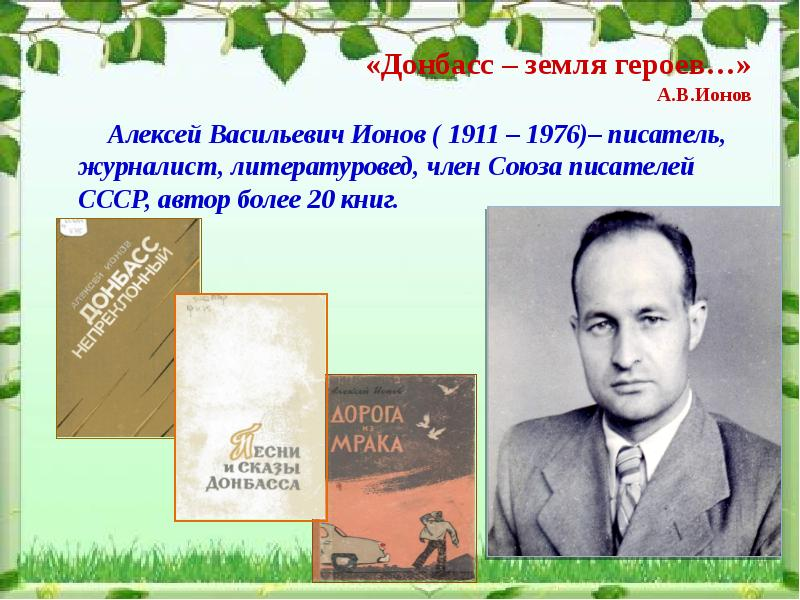 «Донбасс – земля героев…»
А.В.Ионов
Алексей Васильевич Ионов ( 1911 – 1976)– писатель,
журналист, литературовед, член Союза писателей
СССР, автор более 20 книг.
АЛЕКСЕЙ ИОНОВ
ДОНБАСС
НЕПРЕКЛОННЫЙ
Песни
и сказы
Донбасса
Алексей Ионов
ДОРОГА
ИЗ
МРАКА